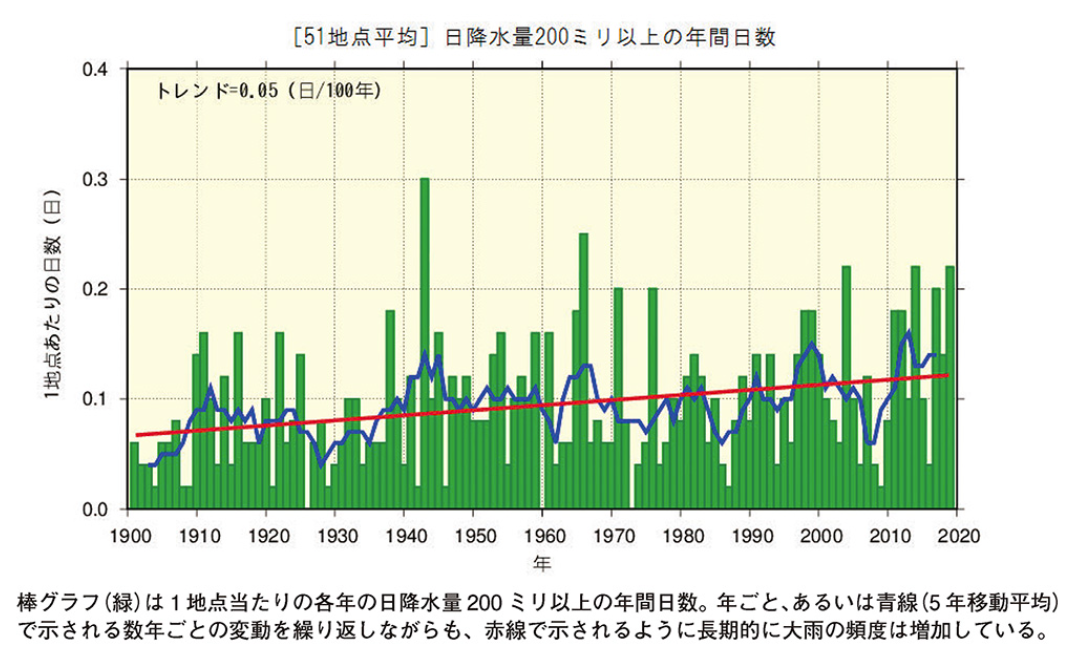 ［51地点平均］日降水量200ミリ以上の年間日数
トレンド=0.05（日/100年）
1地点あたりの日数（日）
0.4
0.3
0.2
0.1
0.0
1900 1910 1920 1930 1940 1950 1960 1970 1980 1990 2000 2010 2020
年
棒グラフ（緑）は1地点当たりの各年の日降水量200ミリ以上の年間日数。年ごと、あるいは青線（5年移動平均）
で示される数年ごとの変動を繰り返しながらも、赤線で示されるように長期的に大雨の頻度は増加している。